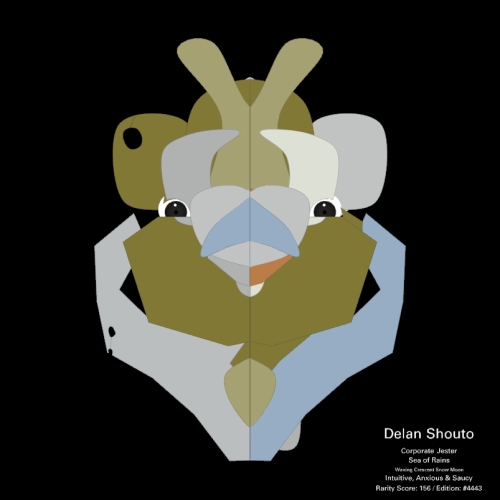 Delan Shouto
Corporate Jester
Sea of Rains
Waxing Crescent Snow Moon
Intuitive, Anxious & Saucy
Rarity Score: 156 / Edition: #4443